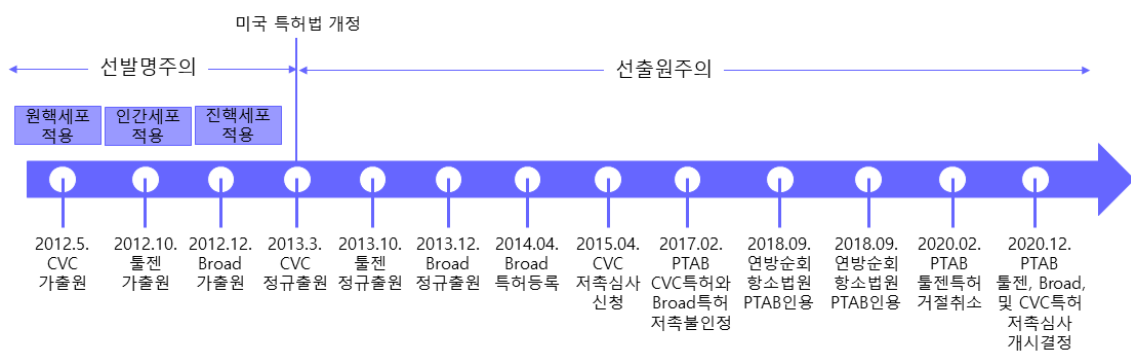 미국 특허법 개정
선발명주의
선출원주의
원핵세포
적용
인간세포
적용
진핵세포
적용
2012.5.
CVC
가출원
2012.10.
툴젠
가출원
2012.12.
Broad
가출원
2013.3.
CVC
정규출원
2013.10.
툴젠
정규출원
2013.12.
Broad
정규출원
2014.04.
Broad
특허등록
2015.04.
CVC
저촉심사
신청
2017.02.
PTAB
CVC특허와
Broad특허
저촉불인정
2018.09.
연방순회
항소법원
PTAB인용
2018.09.
연방순회
항소법원
PTAB인용
2020.02.
PTAB
툴젠특허
거절취소
2020.12.
PTAB
툴젠, Broad,
및 CVC특허
저촉심사
개시결정